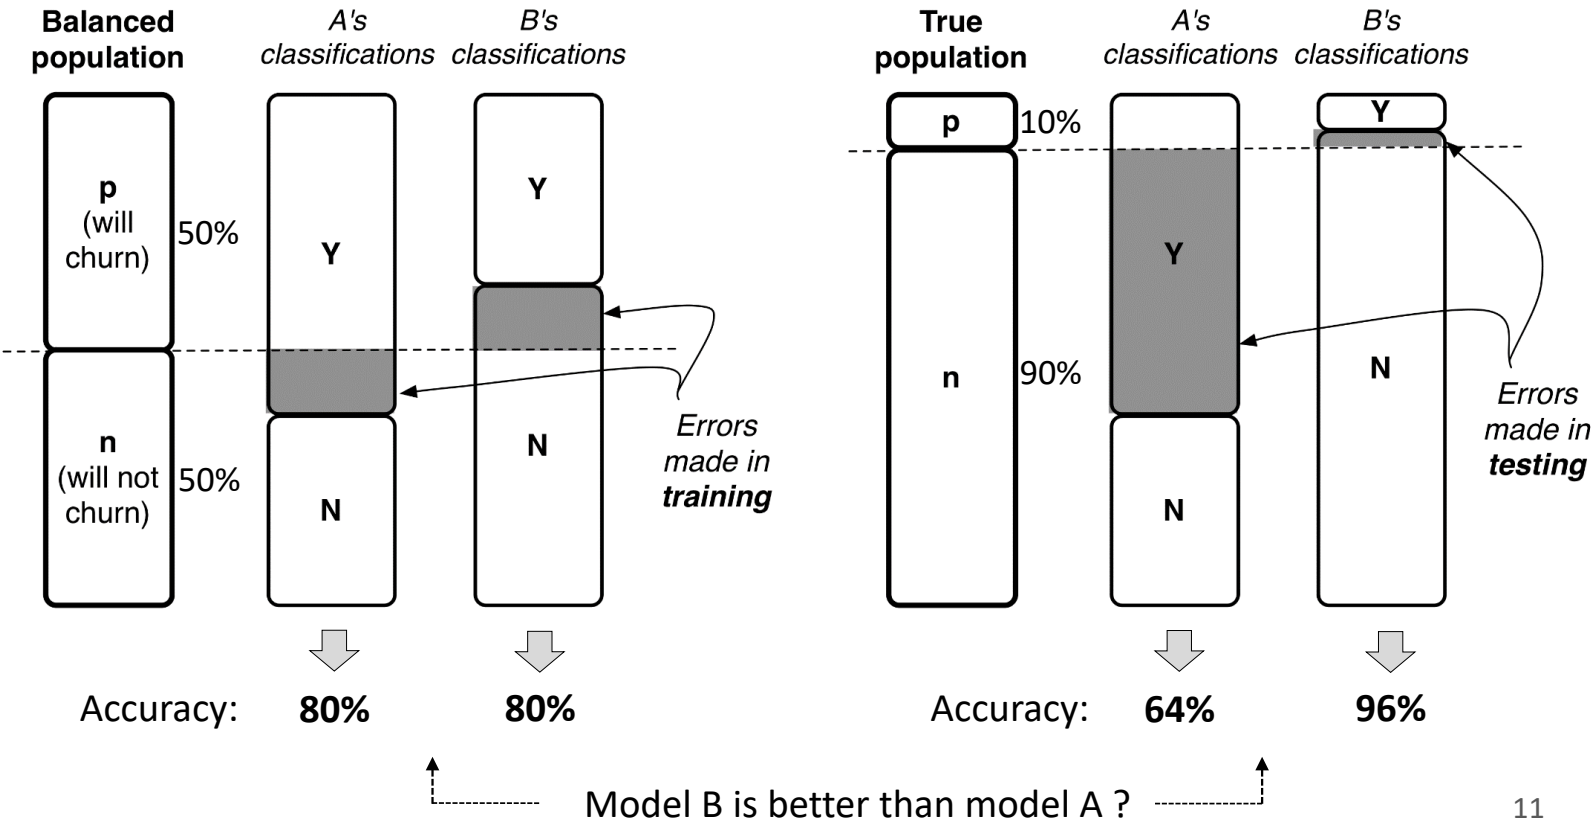 Balanced
population
A's
classifications
B's
classifications
p
(will
churn)
50%
n
(will not
churn)
50%
Y
N
Y
N
Errors
made in
training
True
population
A's
classifications
B's
classifications
p
10%
n
90%
Y
N
Y
N
Errors
made in
testing
Accuracy:
80%
80%
Accuracy:
64%
96%
Model B is better than model A ?
11